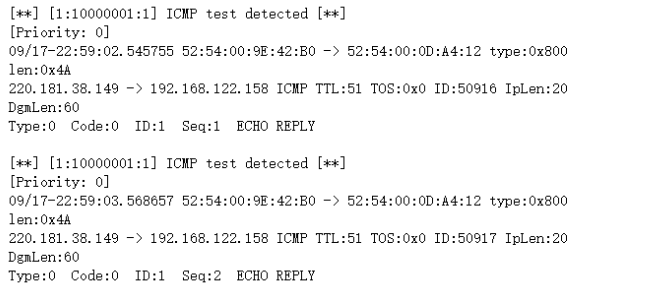 [**] [1:10000001:1] ICMP test detected [**]
[Priority: 0]
09/17-22:59:02.545755 52:54:00:9E:42:B0 -> 52:54:00:0D:A4:12 type:0x800
len:0x4A
220.181.38.149 -> 192.168.122.158 ICMP TTL:51 TOS:0x0 ID:50916 IpLen:20
DgmLen:60
Type:0  Code:0  ID:1  Seq:1  ECHO REPLY

[**] [1:10000001:1] ICMP test detected [**]
[Priority: 0]
09/17-22:59:03.568657 52:54:00:9E:42:B0 -> 52:54:00:0D:A4:12 type:0x800
len:0x4A
220.181.38.149 -> 192.168.122.158 ICMP TTL:51 TOS:0x0 ID:50917 IpLen:20
DgmLen:60
Type:0  Code:0  ID:1  Seq:2  ECHO REPLY